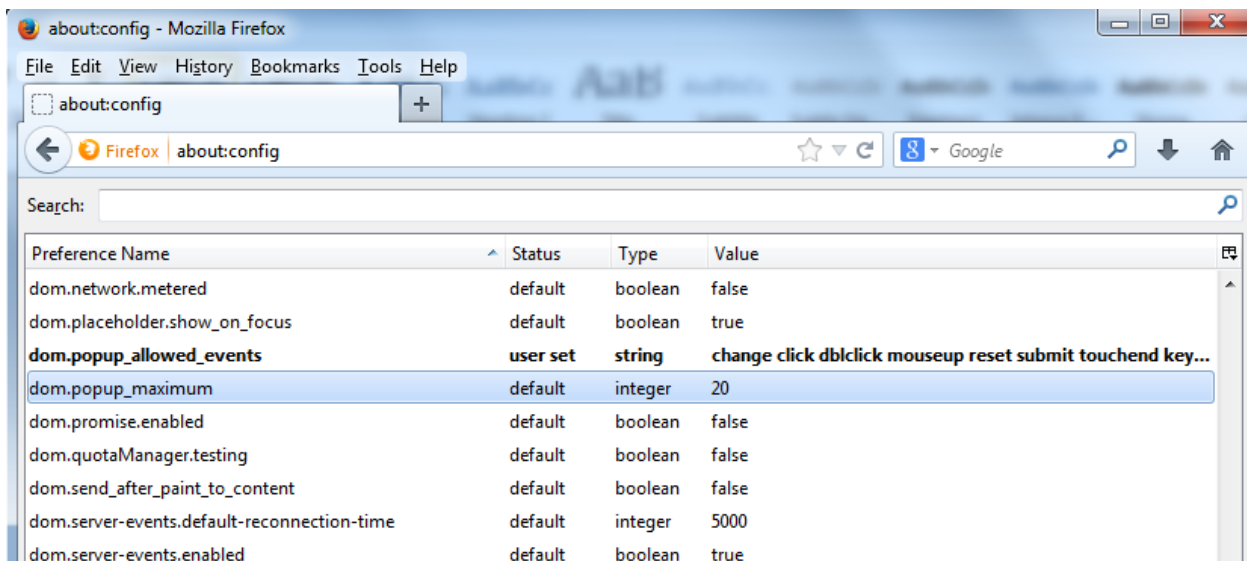 about:config - Mozilla Firefox
File Edit View History Bookmarks Tools Help
about:config +
Firefox about:config 8 Google
Search:
Preference Name Status Type Value
dom.network.metered default boolean false
dom.placeholder.show_on_focus default boolean true
dom.popup_allowed_events user set string change click dblclick mouseup reset submit touchend key...
dom.popup_maximum default integer 20
dom.promise.enabled default boolean false
dom.quotaManager.testing default boolean false
dom.send_after_paint_to_content default boolean false
dom.server-events.default-reconnection-time default integer 5000
dom.server-events.enabled default boolean true